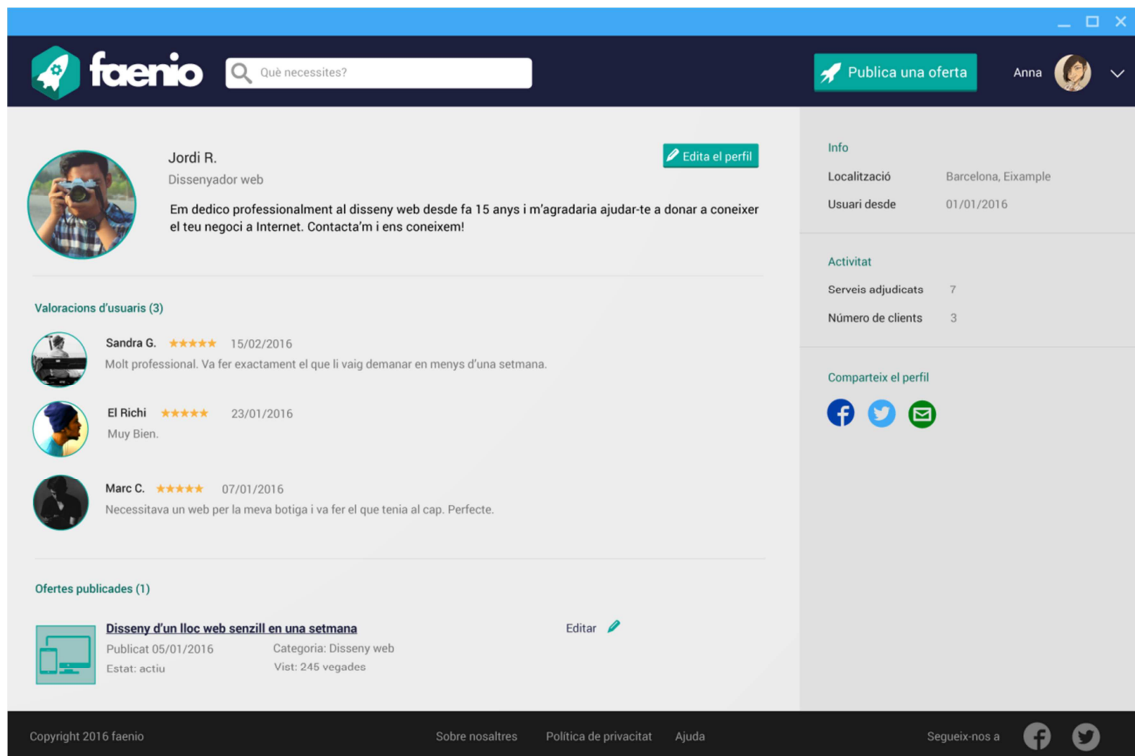 faenio
Què necessites?
Publica una oferta
Anna
Jordi R.
Dissenyador web
Edita el perfil
Em dedico professionalment al disseny web desde fa 15 anys i m'agradaria ajudar-te a donar a coneixer
el teu negoci a Internet. Contacta'm i ens coneixem!
Info
Localització Barcelona, Eixample
Usuari desde 01/01/2016
Activitat
Serveis adjudicats 7
Número de clients 3
Comparteix el perfil
Valoracions d'usuaris (3)
Sandra G. ★★★★★ 15/02/2016
Molt professional. Va fer exactament el que li vaig demanar en menys d'una setmana.
El Richi ★★★★★ 23/01/2016
Muy Bien.
Marc C. ★★★★★ 07/01/2016
Necessitava un web per la meva botiga i va fer el que tenia al cap. Perfecte.
Ofertes publicades (1)
Disseny d'un lloc web senzill en una setmana
Editar
Publicat 05/01/2016 Categoria: Disseny web
Estat: actiu Vist: 245 vegades
Copyright 2016 faenio
Sobre nosaltres Política de privacitat Ajuda
Segueix-nos a